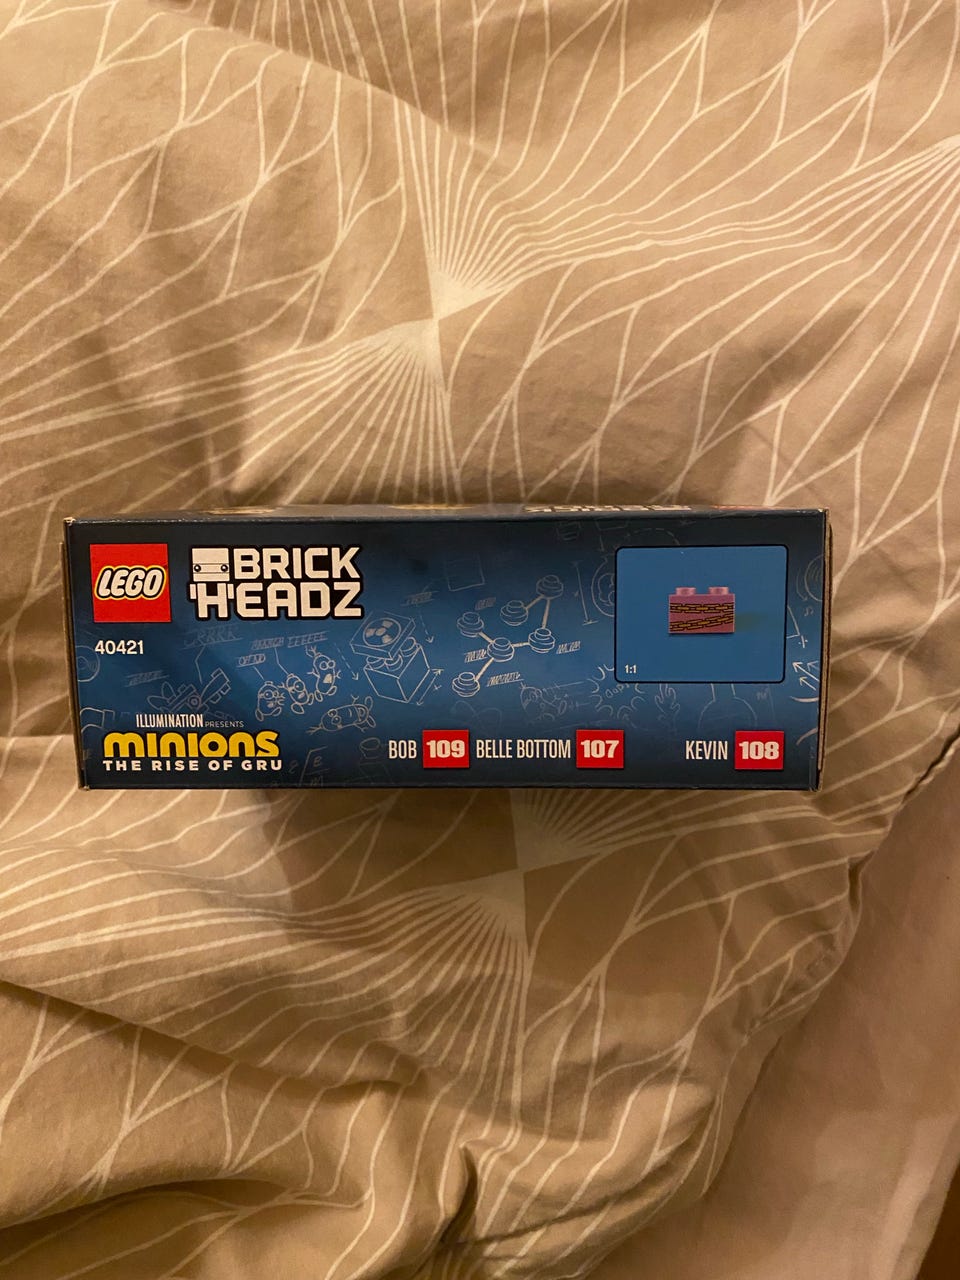 LEGO
BRICK
HEADZ
40421
1:1
ILLUMINATION PRESENTS
MINIONS
THE RISE OF GRU
BOB 109 BELLE BOTTOM 107 KEVIN 108